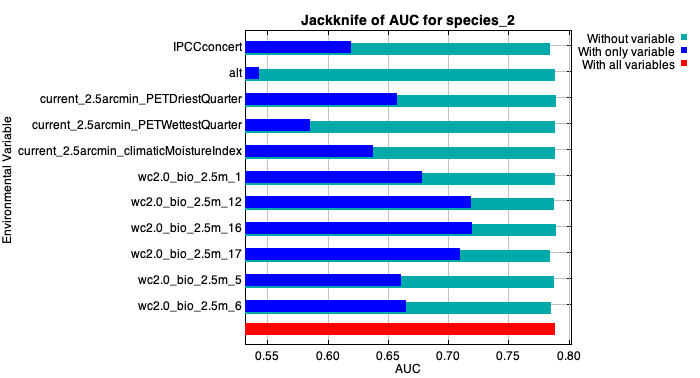 Jackknife of AUC for species_2
Without variable
With only variable
With all variables
Environmental Variable
IPCCconcert
alt
current_2.5arcmin_PETDriestQuarter
current_2.5arcmin_PETWettestQuarter
current_2.5arcmin_climaticMoistureIndex
wc2.0_bio_2.5m_1
wc2.0_bio_2.5m_12
wc2.0_bio_2.5m_16
wc2.0_bio_2.5m_17
wc2.0_bio_2.5m_5
wc2.0_bio_2.5m_6
0.55 0.60 0.65 0.70 0.75 0.80
AUC